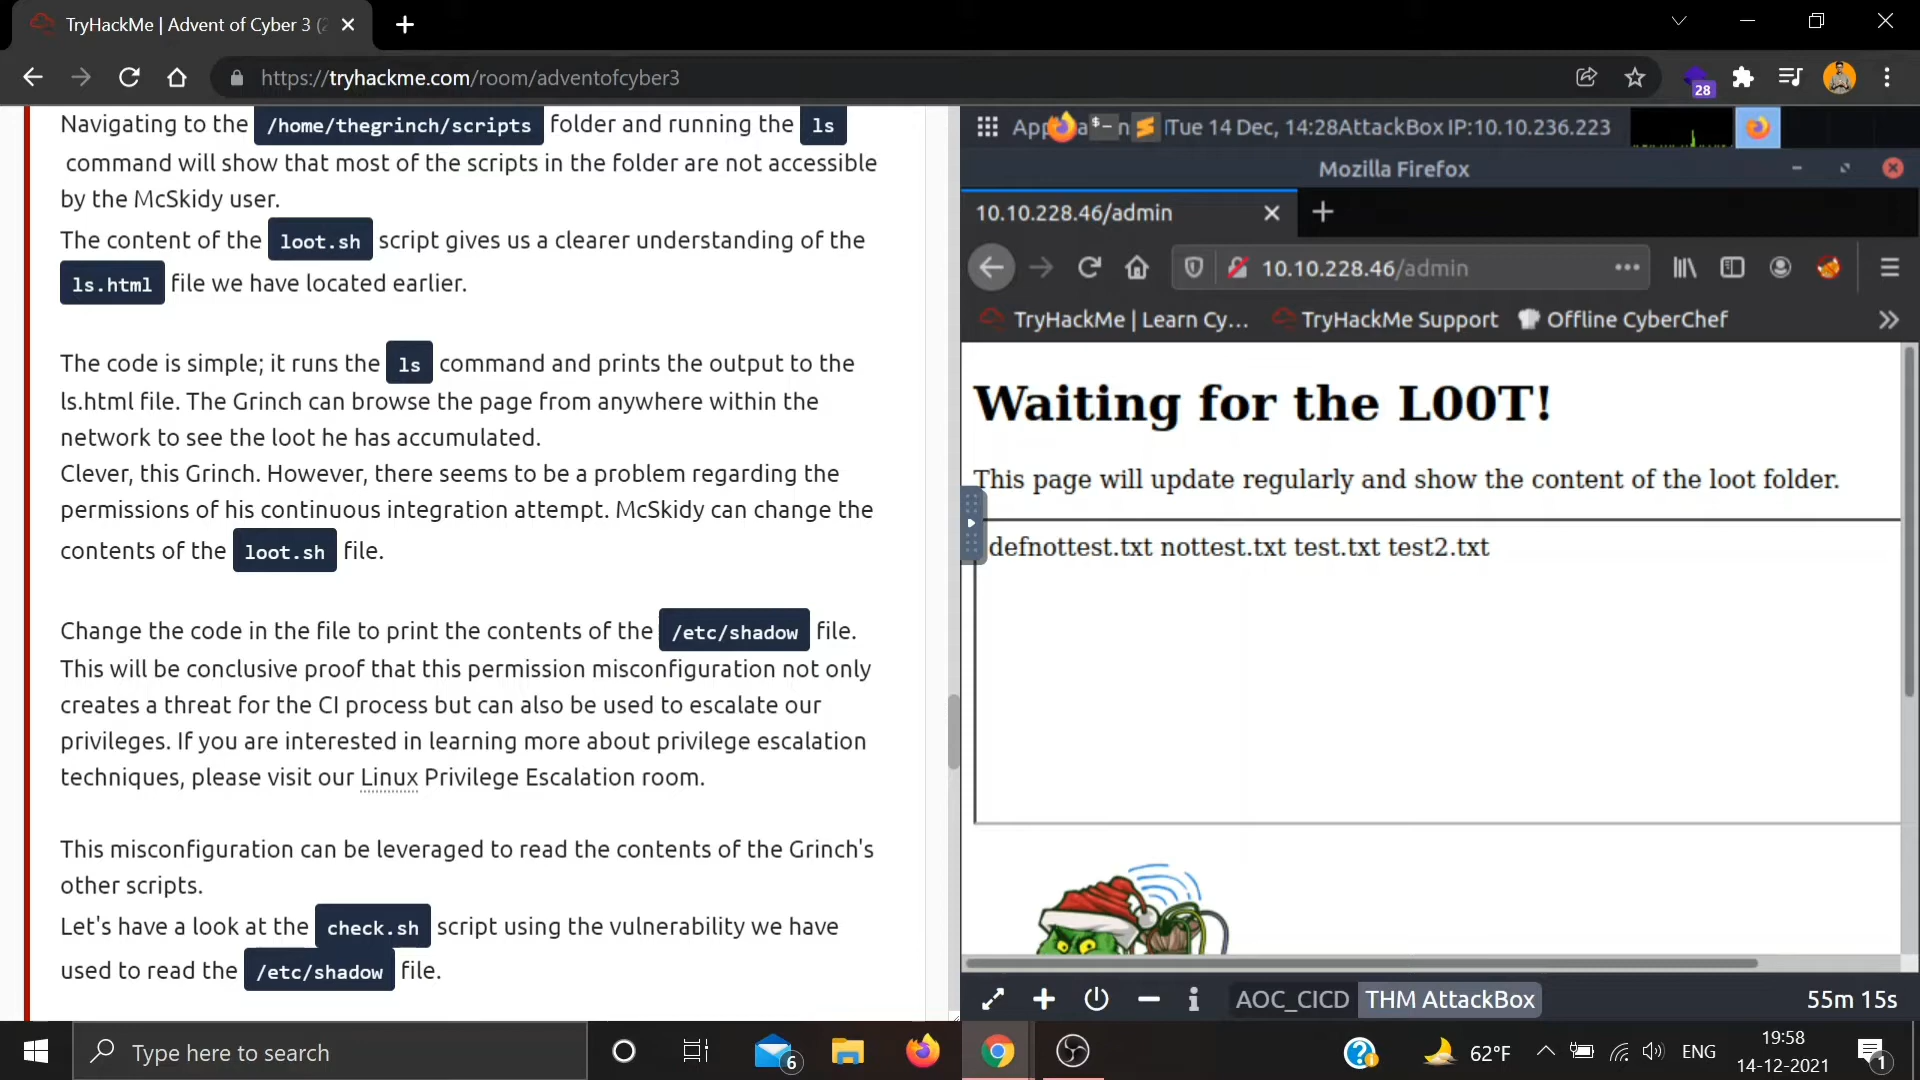 TryHackMe | Advent of Cyber 3 (
https://tryhackme.com/room/adventofcyber3
28
Navigating to the /home/thegrinch/scripts folder and running the ls
command will show that most of the scripts in the folder are not accessible
by the McSkidy user.
The content of the loot.sh script gives us a clearer understanding of the
ls.html file we have located earlier.
The code is simple; it runs the ls command and prints the output to the
ls.html file. The Grinch can browse the page from anywhere within the
network to see the loot he has accumulated.
Clever, this Grinch. However, there seems to be a problem regarding the
permissions of his continuous integration attempt. McSkidy can change the
contents of the loot.sh file.
Change the code in the file to print the contents of the /etc/shadow file.
This will be conclusive proof that this permission misconfiguration not only
creates a threat for the CI process but can also be used to escalate our
privileges. If you are interested in learning more about privilege escalation
techniques, please visit our Linux Privilege Escalation room.
This misconfiguration can be leveraged to read the contents of the Grinch's
other scripts.
Let's have a look at the check.sh script using the vulnerability we have
used to read the /etc/shadow file.
Tue 14 Dec, 14:28 AttackBox IP:10.10.236.223
Mozilla Firefox
10.10.228.46/admin
10.10.228.46/admin
TryHackMe | Learn Cy... TryHackMe Support Offline CyberChef
Waiting for the L00T!
This page will update regularly and show the content of the loot folder.
defnottest.txt nottest.txt test.txt test2.txt
AOC_CICD THM AttackBox 55m 15s
Type here to search
6
62°F
ENG
19:58
14-12-2021
1